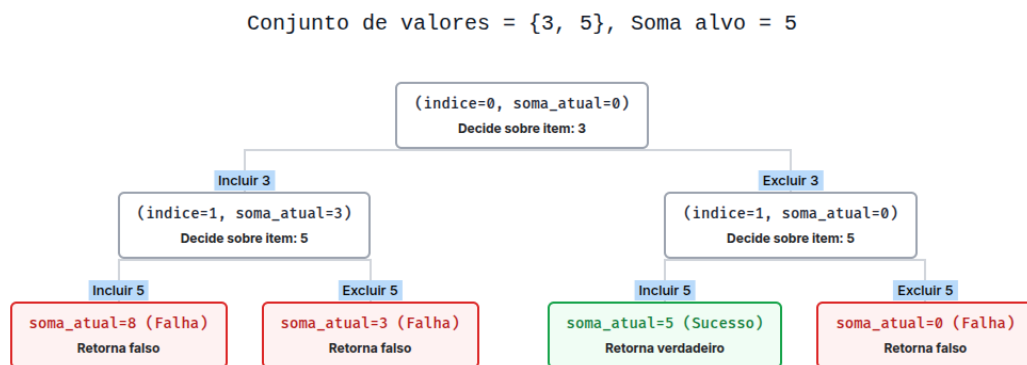 Conjunto de valores = {3, 5}, Soma alvo = 5
(indice=0, soma_atual=0)
Decide sobre item: 3
Incluir 3
Excluir 3
(indice=1, soma_atual=3)
Decide sobre item: 5
(indice=1, soma_atual=0)
Decide sobre item: 5
Incluir 5
Excluir 5
Incluir 5
Excluir 5
soma_atual=8 (Falha)
Retorna falso
soma_atual=3 (Falha)
Retorna falso
soma_atual=5 (Sucesso)
Retorna verdadeiro
soma_atual=0 (Falha)
Retorna falso